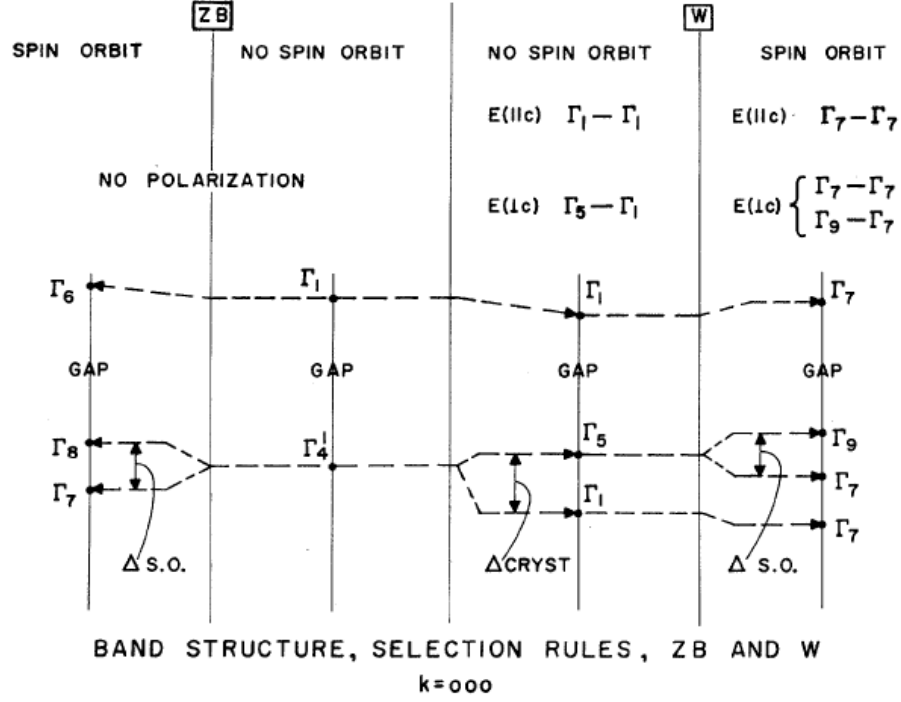 ZB
W
SPIN ORBIT
NO SPIN ORBIT
NO SPIN ORBIT
SPIN ORBIT
E(∥c) Γ₁–Γ₁
E(∥c) Γ₇–Γ₇
NO POLARIZATION
E(⊥c) Γ₅–Γ₁
E(⊥c) { Γ₇–Γ₇
Γ₉–Γ₇
Γ₆
Γ₁
Γ₁
Γ₇
GAP
GAP
GAP
GAP
Γ₈
Γ₄'
Γ₅
Γ₉
Γ₇
Γ₁
Γ₇
Γ₇
Δ S.O.
ΔCRYST
Δ S.O.
BAND STRUCTURE, SELECTION RULES, ZB AND W
k=000